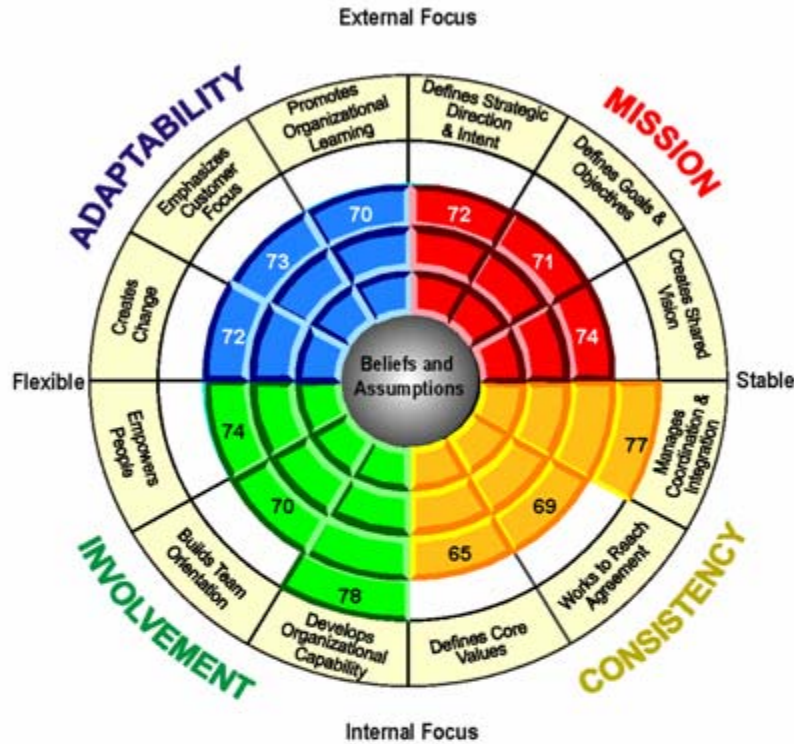 External Focus
ADAPTABILITY
MISSION
Promotes
Organizational
Learning
Defines Strategic
Direction
& Intent
Emphasizes
Customer
Focus
Defines Goals &
Objectives
Creates
Change
Creates Shared
Vision
70
72
73
71
72
74
Flexible
Beliefs and
Assumptions
Stable
74
77
70
69
78
65
Empowers
People
Manages
Coordination &
Integration
Builds Team
Orientation
Works to Reach
Agreement
Develops
Organizational
Capability
Defines Core
Values
INVOLVEMENT
CONSISTENCY
Internal Focus